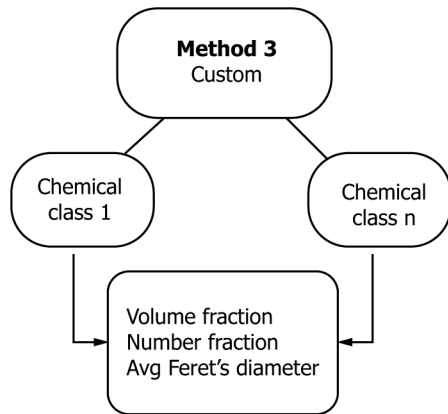 Method 3
Custom
Chemical
class 1
Chemical
class n
Volume fraction
Number fraction
Avg Feret’s diameter